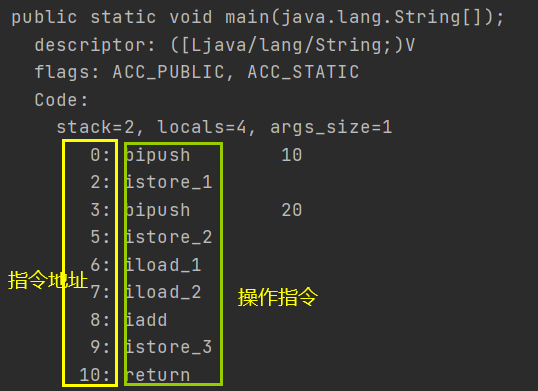 public static void main(java.lang.String[]);
descriptor: ([Ljava/lang/String;)V
flags: ACC_PUBLIC, ACC_STATIC
Code:
stack=2, locals=4, args_size=1
0: bipush 10
2: istore_1
3: bipush 20
5: istore_2
6: iload_1
指令地址
7: iload_2
操作指令
8: iadd
9: istore_3
10: return